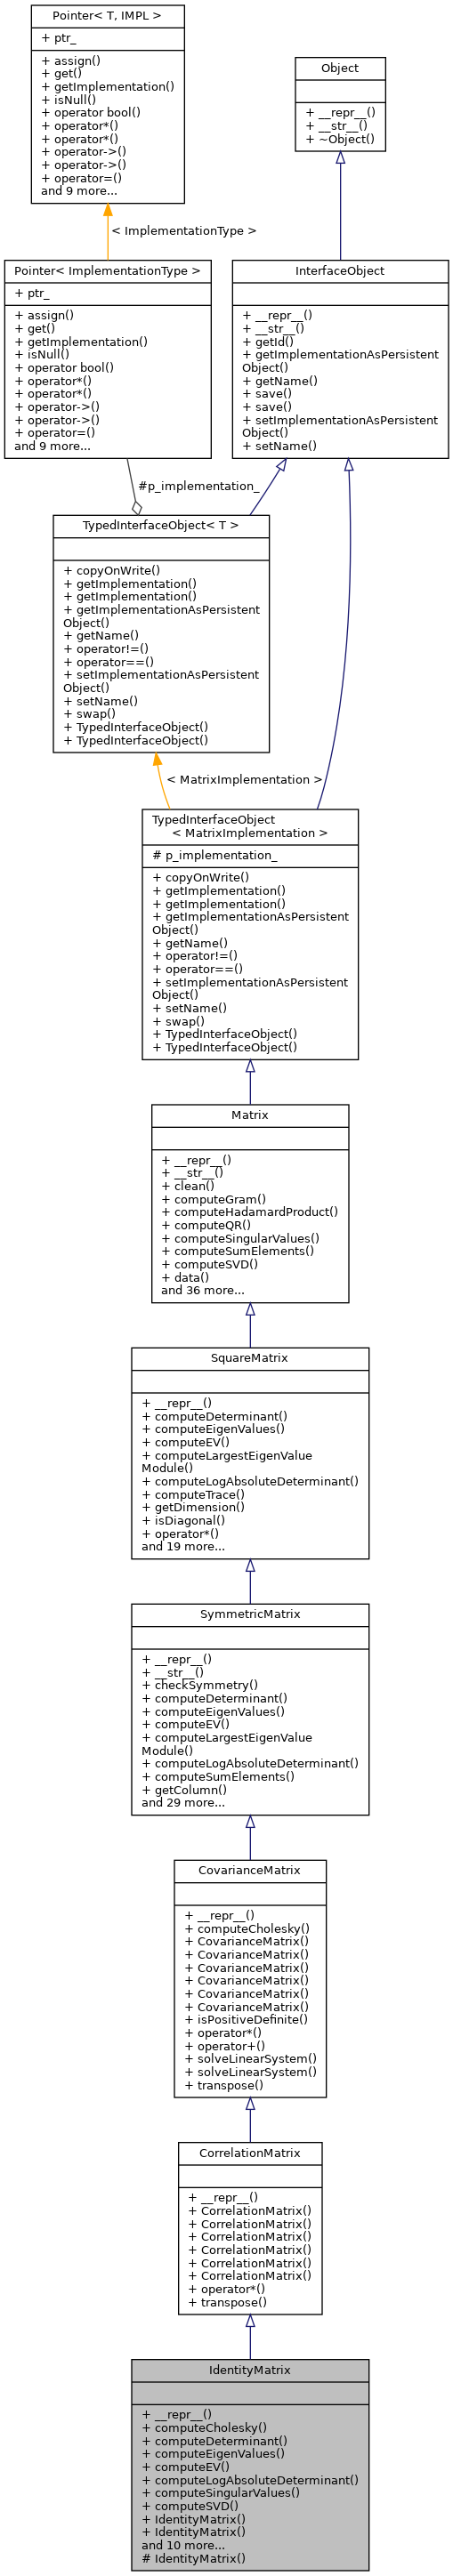 Pointer< T, IMPL >
+ ptr_
+ assign()
+ get()
+ getImplementation()
+ isNull()
+ operator bool()
+ operator*()
+ operator*()
+ operator->()
+ operator->()
+ operator=()
and 9 more...
Object
+ __repr__()
+ __str__()
+ ~Object()
< ImplementationType >
Pointer< ImplementationType >
+ ptr_
+ assign()
+ get()
+ getImplementation()
+ isNull()
+ operator bool()
+ operator*()
+ operator*()
+ operator->()
+ operator->()
+ operator=()
and 9 more...
InterfaceObject
+ __repr__()
+ __str__()
+ getId()
+ getImplementationAsPersistent
Object()
+ getName()
+ save()
+ save()
+ setImplementationAsPersistent
Object()
+ setName()
#p_implementation_
TypedInterfaceObject< T >
+ copyOnWrite()
+ getImplementation()
+ getImplementation()
+ getImplementationAsPersistent
Object()
+ getName()
+ operator!=()
+ operator==()
+ setImplementationAsPersistent
Object()
+ setName()
+ swap()
+ TypedInterfaceObject()
+ TypedInterfaceObject()
< MatrixImplementation >
TypedInterfaceObject
< MatrixImplementation >
# p_implementation_
+ copyOnWrite()
+ getImplementation()
+ getImplementation()
+ getImplementationAsPersistent
Object()
+ getName()
+ operator!=()
+ operator==()
+ setImplementationAsPersistent
Object()
+ setName()
+ swap()
+ TypedInterfaceObject()
+ TypedInterfaceObject()
Matrix
+ __repr__()
+ __str__()
+ clean()
+ computeGram()
+ computeHadamardProduct()
+ computeQR()
+ computeSingularValues()
+ computeSumElements()
+ computeSVD()
+ data()
and 36 more...
SquareMatrix
+ __repr__()
+ computeDeterminant()
+ computeEigenValues()
+ computeEV()
+ computeLargestEigenValue
Module()
+ computeLogAbsoluteDeterminant()
+ computeTrace()
+ getDimension()
+ isDiagonal()
+ operator*()
and 19 more...
SymmetricMatrix
+ __repr__()
+ __str__()
+ checkSymmetry()
+ computeDeterminant()
+ computeEigenValues()
+ computeEV()
+ computeLargestEigenValue
Module()
+ computeLogAbsoluteDeterminant()
+ computeSumElements()
+ getColumn()
and 29 more...
CovarianceMatrix
+ __repr__()
+ computeCholesky()
+ CovarianceMatrix()
+ CovarianceMatrix()
+ CovarianceMatrix()
+ CovarianceMatrix()
+ CovarianceMatrix()
+ CovarianceMatrix()
+ isPositiveDefinite()
+ operator*()
+ operator+()
+ solveLinearSystem()
+ solveLinearSystem()
+ transpose()
CorrelationMatrix
+ __repr__()
+ CorrelationMatrix()
+ CorrelationMatrix()
+ CorrelationMatrix()
+ CorrelationMatrix()
+ CorrelationMatrix()
+ CorrelationMatrix()
+ operator*()
+ transpose()
IdentityMatrix
+ __repr__()
+ computeCholesky()
+ computeDeterminant()
+ computeEigenValues()
+ computeEV()
+ computeLogAbsoluteDeterminant()
+ computeSingularValues()
+ computeSVD()
+ IdentityMatrix()
+ IdentityMatrix()
and 10 more...
# IdentityMatrix()